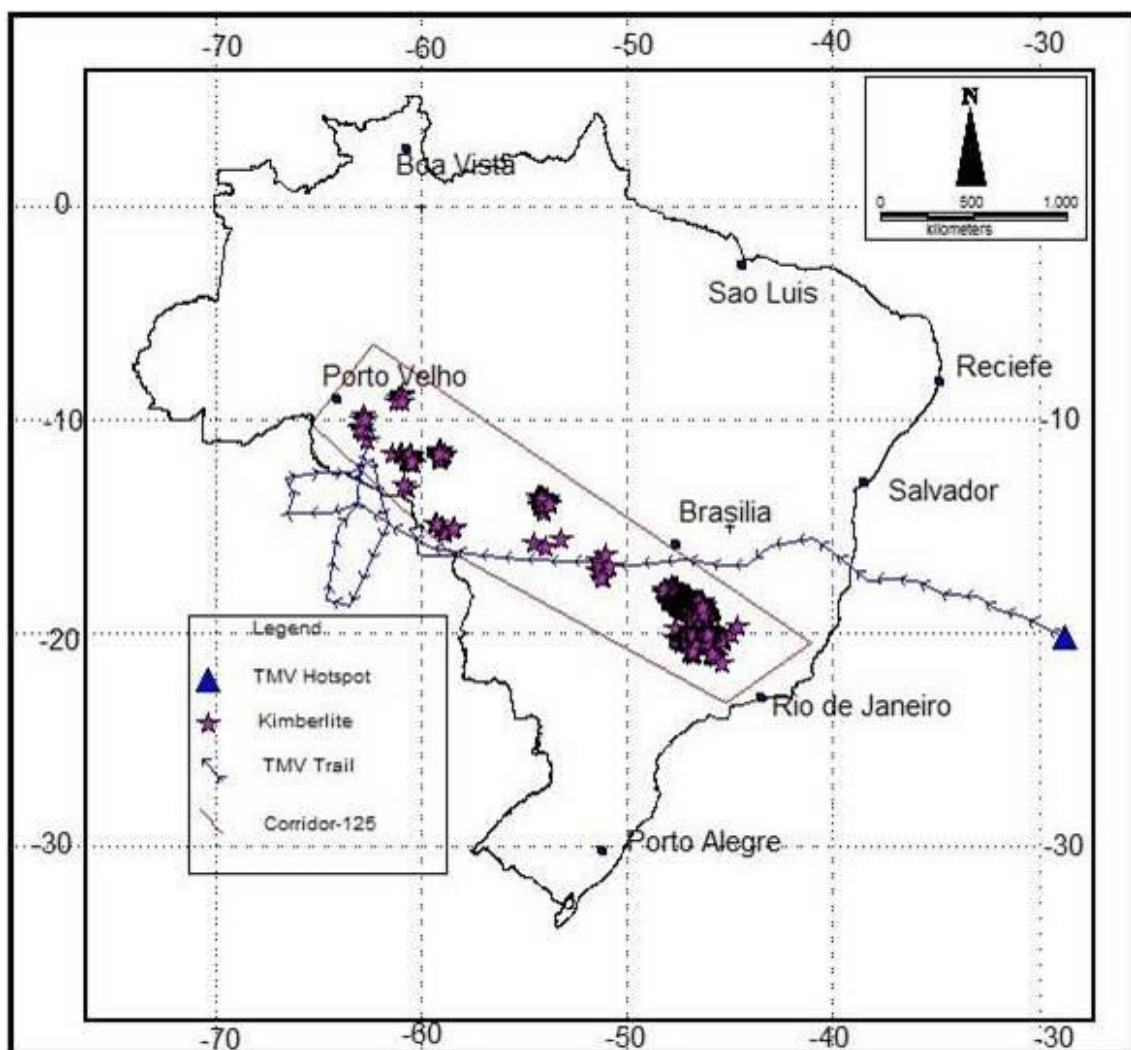 -70 -60 -50 -40 -30
N
Boa Vista
0 500 1.000
kilometers
0
Sao Luis
Reciefe
Porto Velho
-10 -10
Salvador
Brasilia
-20 -20
Legend
TMV Hotspot
Rio de Janeiro
Kimberlite
TMV Trail
Corridor-125
-30 Porto Alegre -30
-70 -60 -50 -40 -30